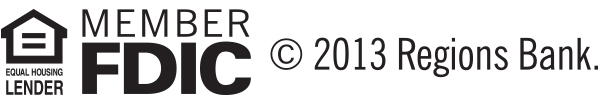 EQUAL HOUSING
LENDER
MEMBER
FDIC
© 2013 Regions Bank.